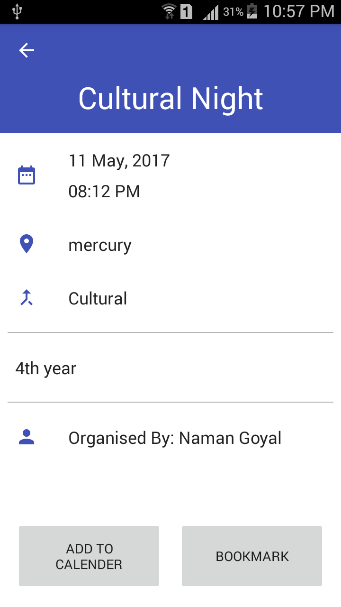 1 31% 10:57 PM
Cultural Night
11 May, 2017
08:12 PM
mercury
Cultural
4th year
Organised By: Naman Goyal
ADD TO
CALENDER
BOOKMARK